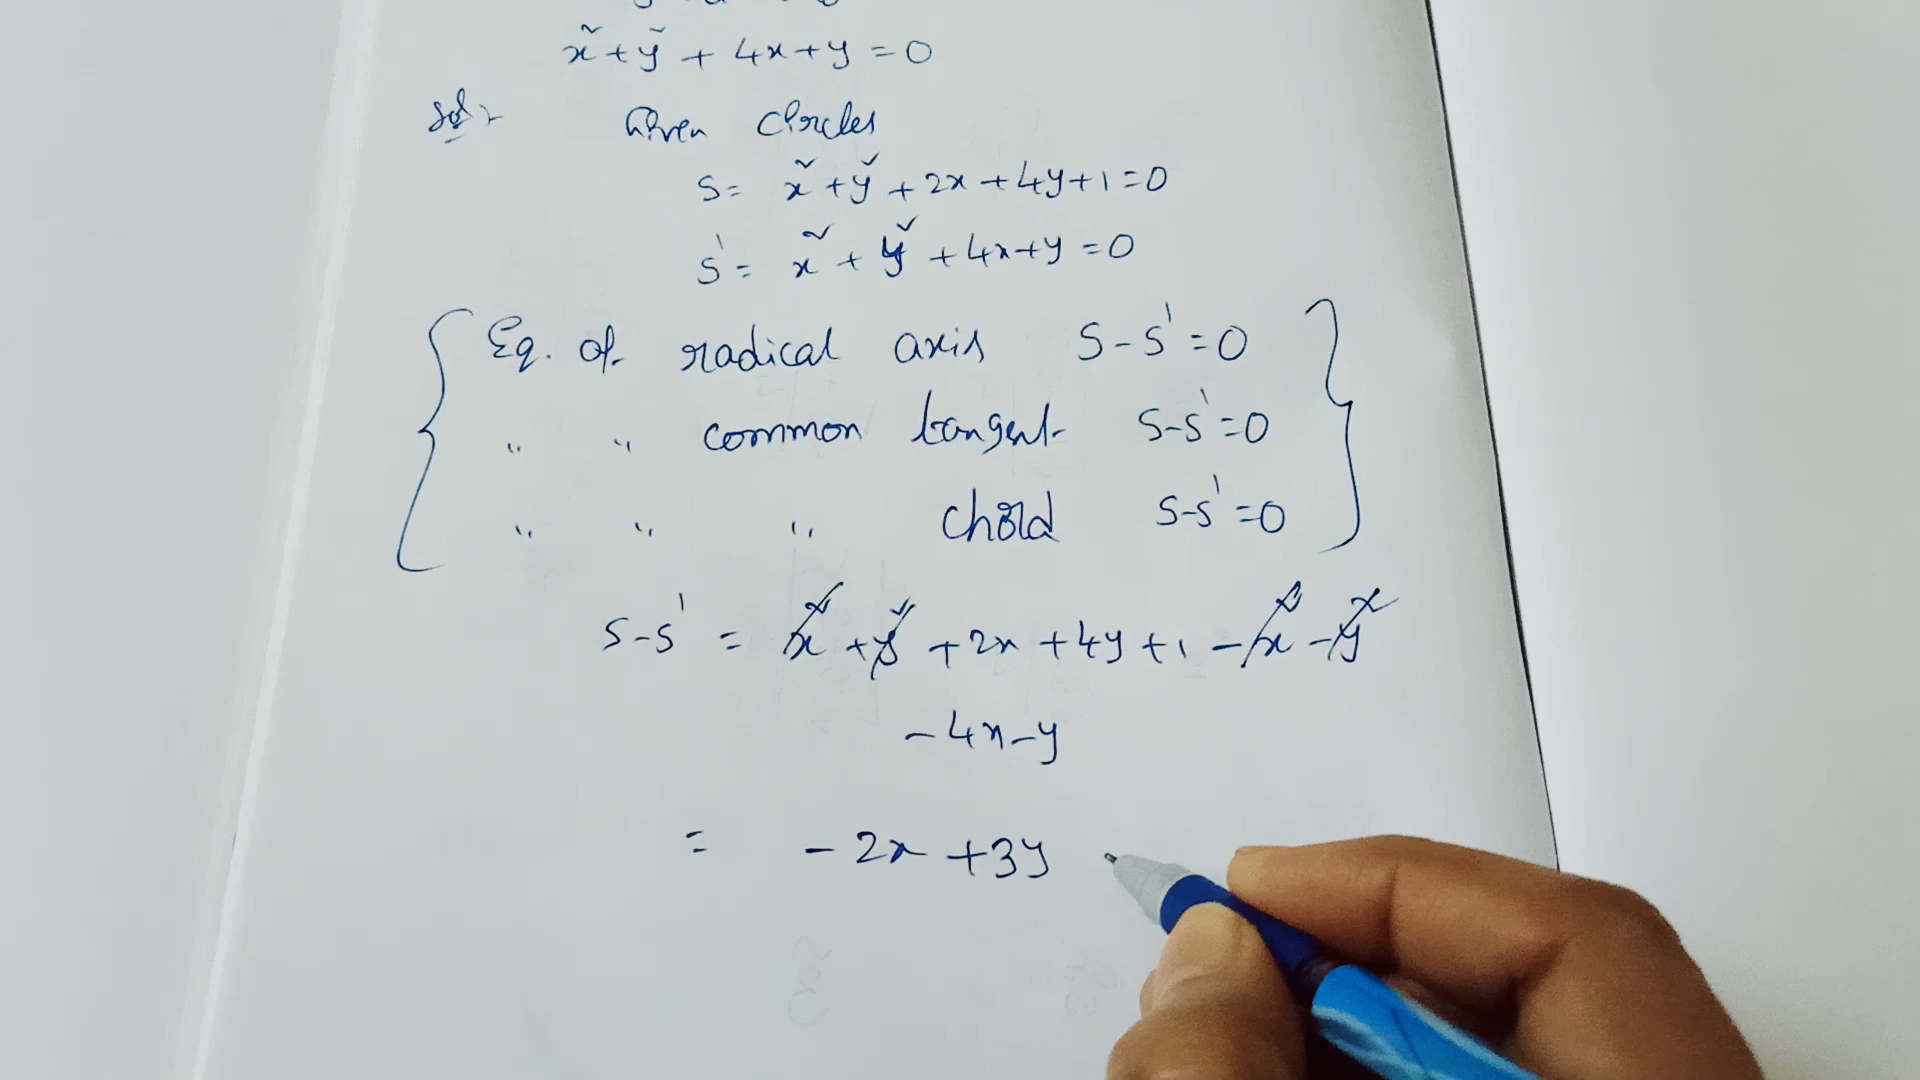 x² + y² + 4x + y = 0
Sol:
Given circles
S = x² + y² + 2x + 4y + 1 = 0
S' = x² + y² + 4x + y = 0
Eq. of radical axis S - S' = 0
" " common tangent S - S' = 0
" " " chord S - S' = 0
S - S' = x² + y² + 2x + 4y + 1 - x² - y²
- 4x - y
= - 2x + 3y